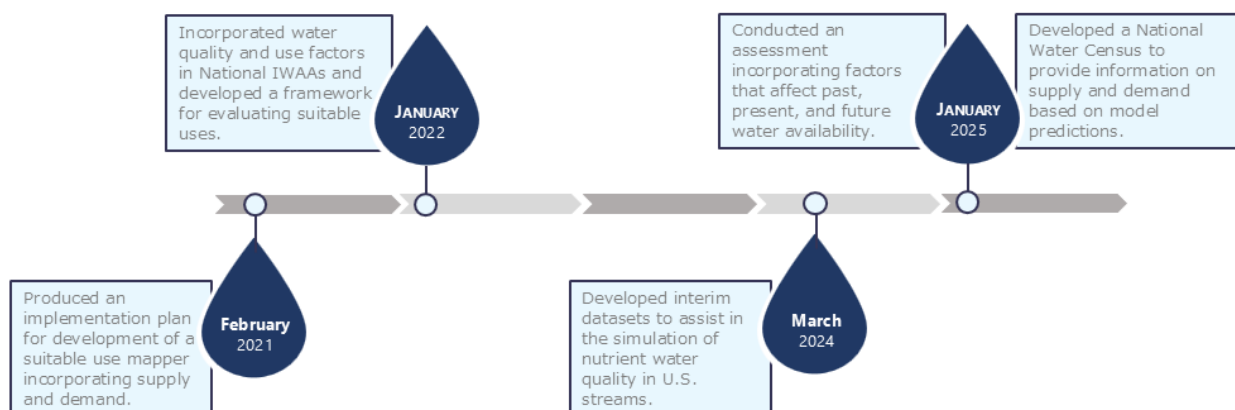 Incorporated water
quality and use factors
in National IWAAs and
developed a framework
for evaluating suitable
uses.
JANUARY
2022
Conducted an
assessment
incorporating factors
that affect past,
present, and future
water availability.
JANUARY
2025
Developed a National
Water Census to
provide information on
supply and demand
based on model
predictions.
Produced an
implementation plan
for development of a
suitable use mapper
incorporating supply
and demand.
February
2021
Developed interim
datasets to assist in
the simulation of
nutrient water
quality in U.S.
streams.
March
2024